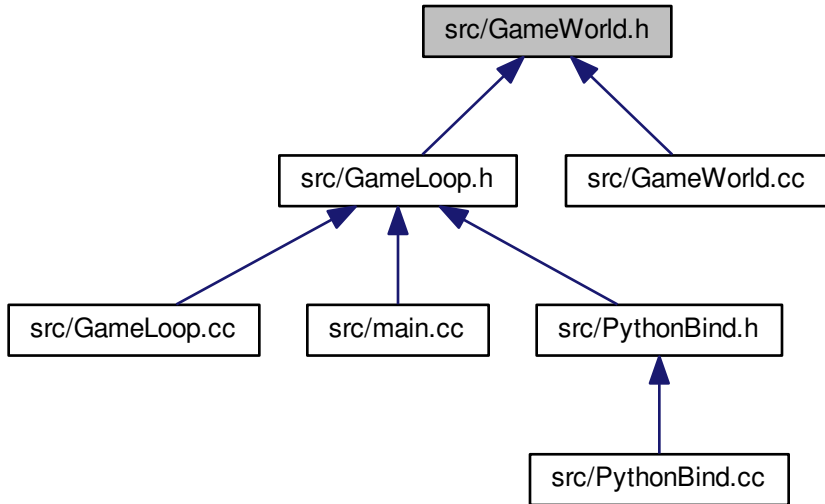 src/GameWorld.h
src/GameLoop.h
src/GameWorld.cc
src/GameLoop.cc
src/main.cc
src/PythonBind.h
src/PythonBind.cc